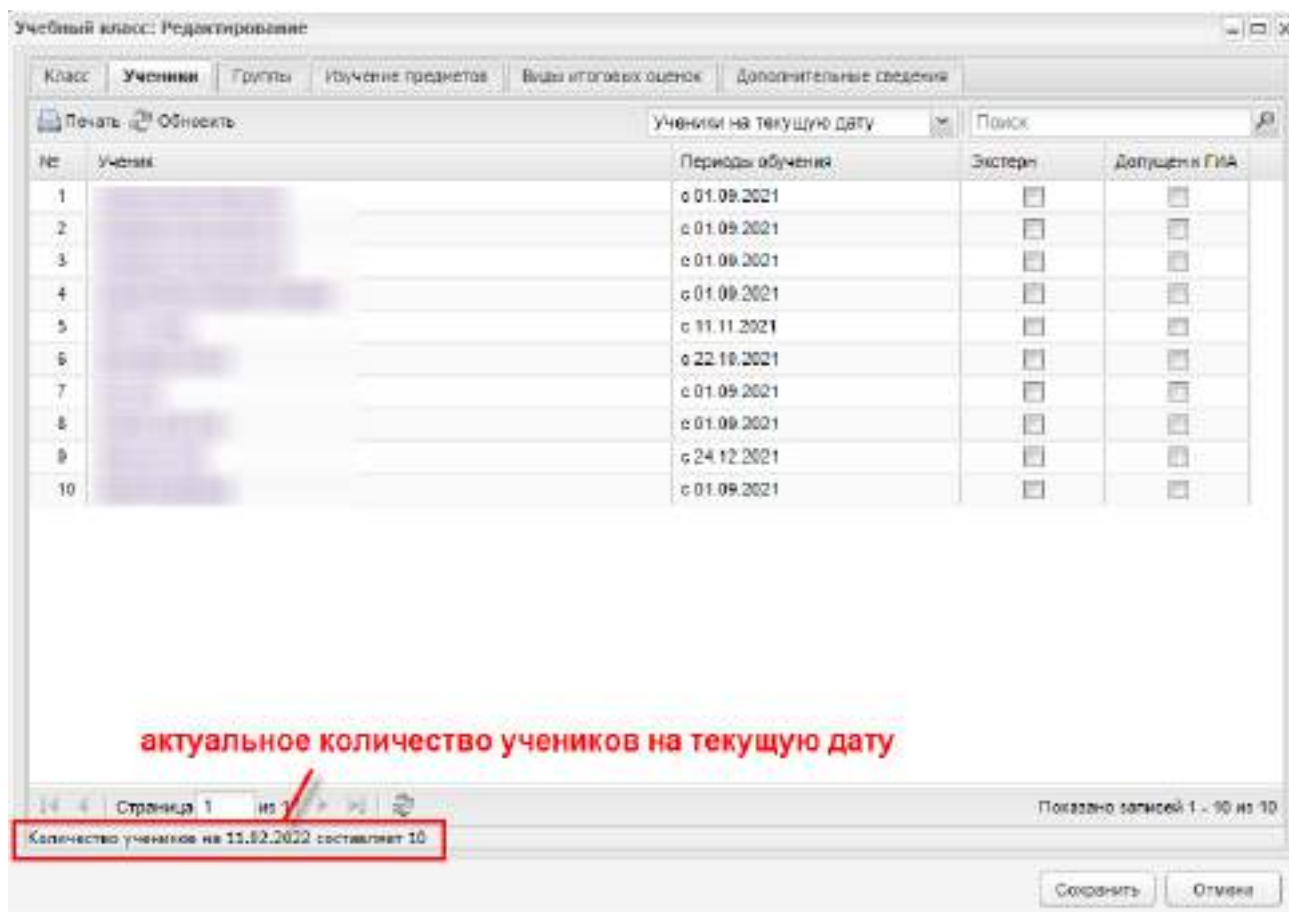 Учебный класс: Редактирование
Класс Ученики Группы Изучение предметов Виды итоговых оценок Дополнительные сведения
Печать Обновить Ученики на текущую дату Поиск
№ Ученик Периоды обучения Экстерн Допущен к ГИА
1 с 01.09.2021
2 с 01.09.2021
3 с 01.09.2021
4 с 01.09.2021
5 с 11.11.2021
6 с 22.10.2021
7 с 01.09.2021
8 с 01.09.2021
9 с 24.12.2021
10 с 01.09.2021
актуальное количество учеников на текущую дату
Страница 1 из 1 Показано записей 1 - 10 из 10
Количество учеников на 11.02.2022 составляет 10
Сохранить Отмена